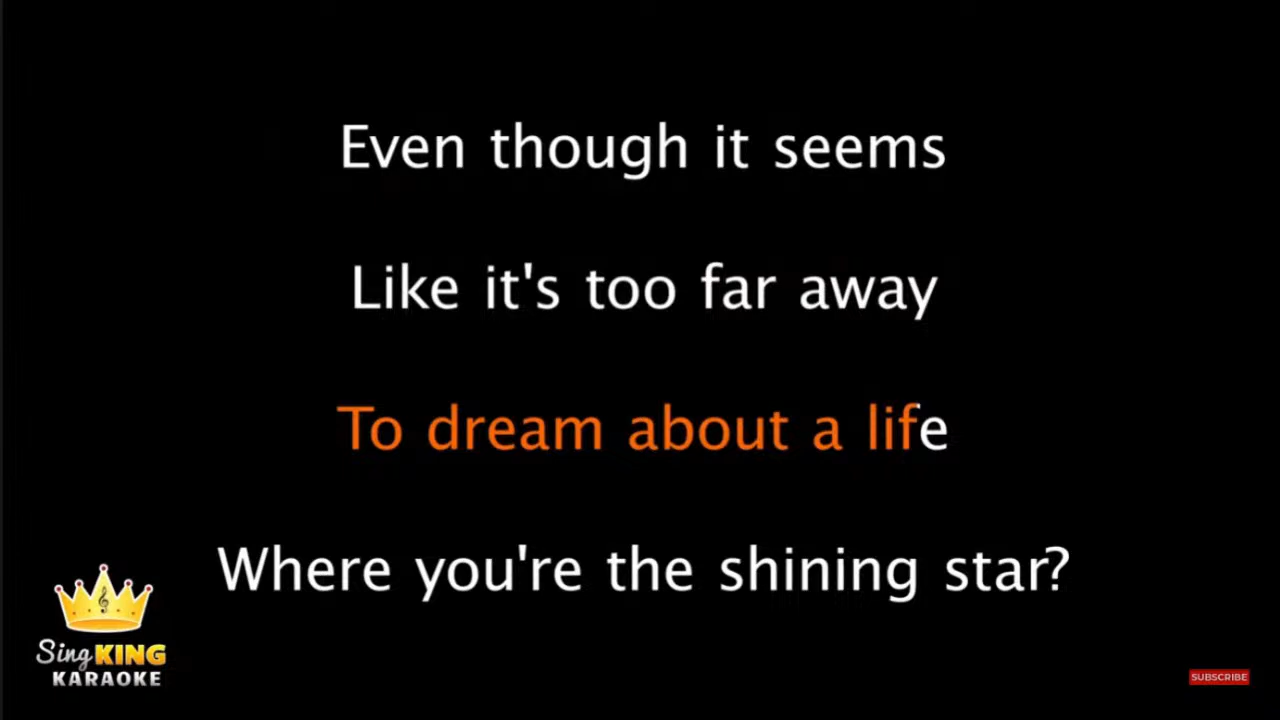 Even though it seems
Like it's too far away
To dream about a life
Where you're the shining star?
Sing KING
KARAOKE
SUBSCRIBE